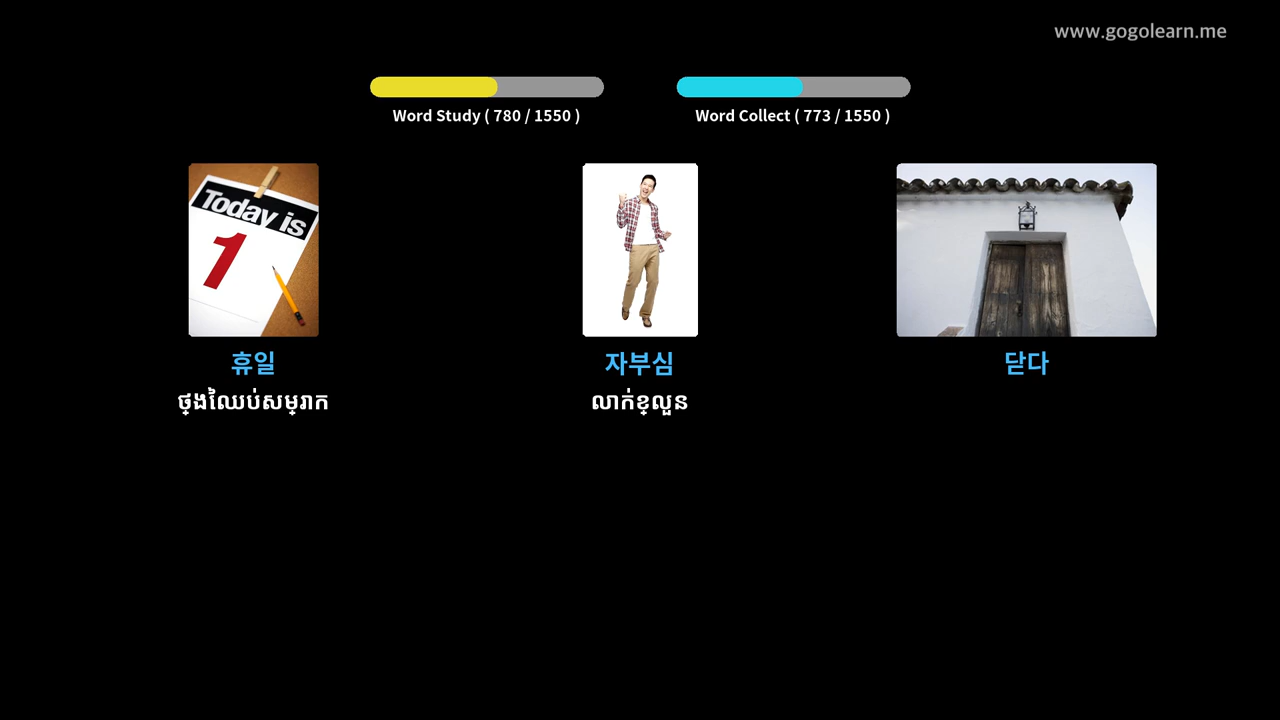 www.gogolearn.me
Word Study ( 780 / 1550 )
Word Collect ( 773 / 1550 )
Today is
1
휴일
자부심
닫다
ថ្ងៃឈប់សម្រាក
លាក់ខ្លួន